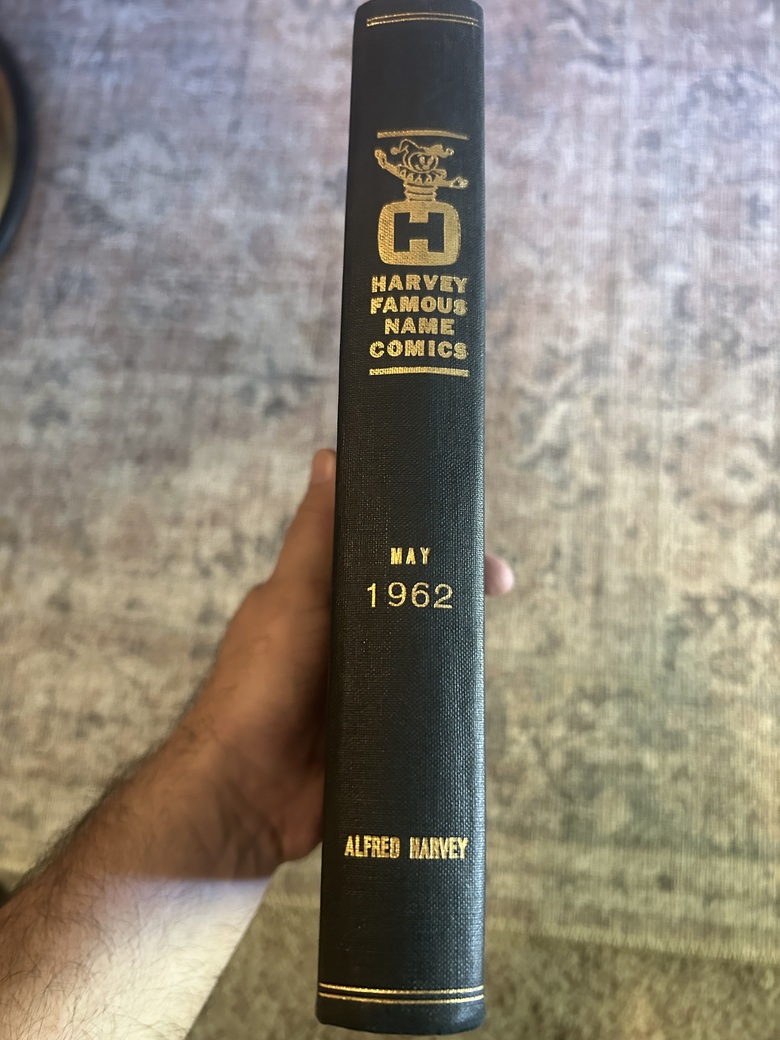 H
HARVEY
FAMOUS
NAME
COMICS
MAY
1962
ALFRED HARVEY